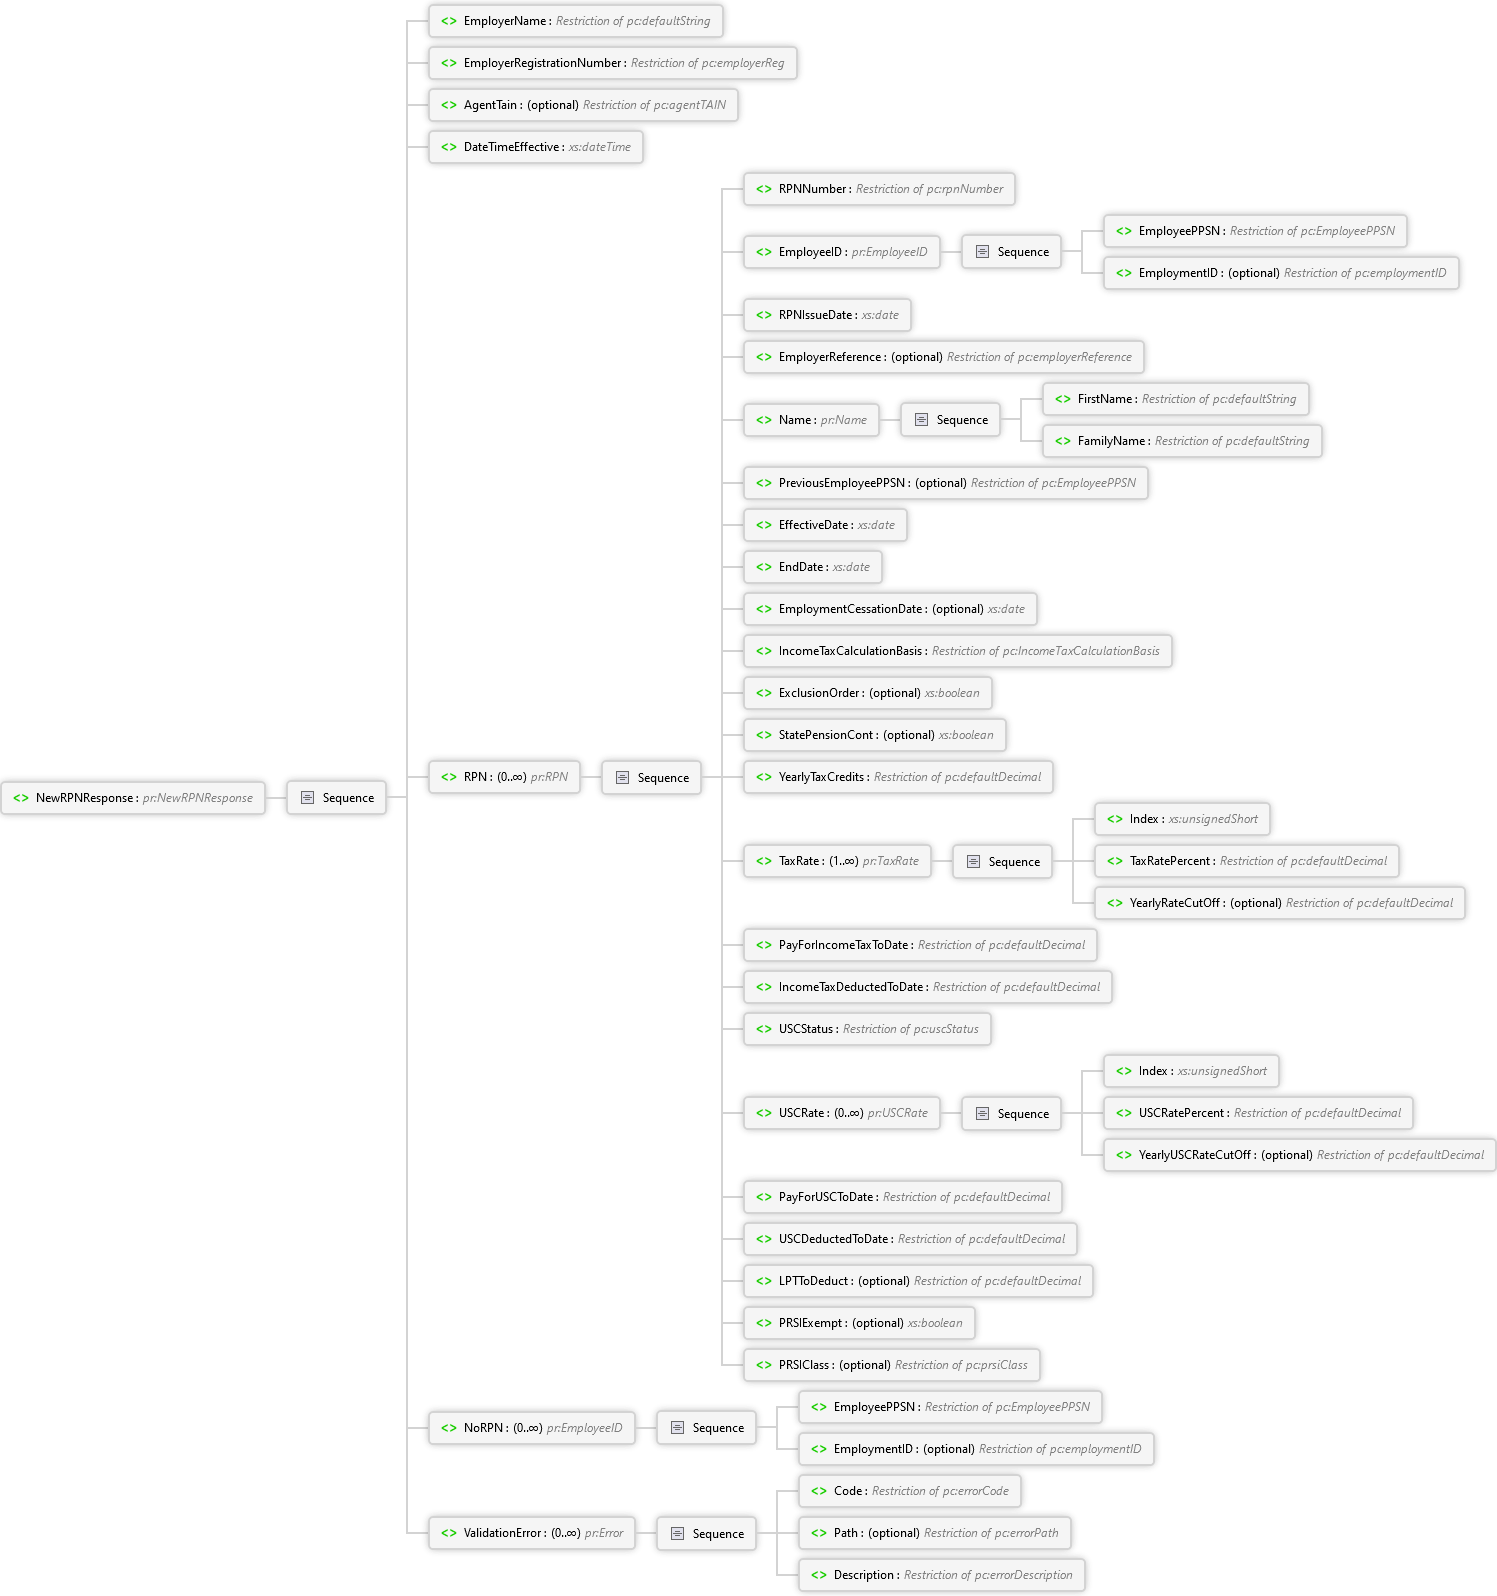 <> EmployerName : Restriction of pc:defaultString
<> EmployerRegistrationNumber : Restriction of pc:employerReg
<> AgentTain : (optional) Restriction of pc:agentTAIN
<> DateTimeEffective : xs:dateTime
<> RPNNumber : Restriction of pc:rpnNumber
<> EmployeeID : pr:EmployeeID
Sequence
<> EmployeePPSN : Restriction of pc:EmployeePPSN
<> EmploymentID : (optional) Restriction of pc:employmentID
<> RPNIssueDate : xs:date
<> EmployerReference : (optional) Restriction of pc:employerReference
<> Name : pr:Name
Sequence
<> FirstName : Restriction of pc:defaultString
<> FamilyName : Restriction of pc:defaultString
<> PreviousEmployeePPSN : (optional) Restriction of pc:EmployeePPSN
<> EffectiveDate : xs:date
<> EndDate : xs:date
<> EmploymentCessationDate : (optional) xs:date
<> IncomeTaxCalculationBasis : Restriction of pc:IncomeTaxCalculationBasis
<> ExclusionOrder : (optional) xs:boolean
<> StatePensionCont : (optional) xs:boolean
<> NewRPNResponse : pr:NewRPNResponse
Sequence
<> RPN : (0..∞) pr:RPN
Sequence
<> YearlyTaxCredits : Restriction of pc:defaultDecimal
<> TaxRate : (1..∞) pr:TaxRate
Sequence
<> Index : xs:unsignedShort
<> TaxRatePercent : Restriction of pc:defaultDecimal
<> YearlyRateCutOff : (optional) Restriction of pc:defaultDecimal
<> PayForIncomeTaxToDate : Restriction of pc:defaultDecimal
<> IncomeTaxDeductedToDate : Restriction of pc:defaultDecimal
<> USCStatus : Restriction of pc:uscStatus
<> USCRate : (0..∞) pr:USCRate
Sequence
<> Index : xs:unsignedShort
<> USCRatePercent : Restriction of pc:defaultDecimal
<> YearlyUSCRateCutOff : (optional) Restriction of pc:defaultDecimal
<> PayForUSCToDate : Restriction of pc:defaultDecimal
<> USCDeductedToDate : Restriction of pc:defaultDecimal
<> LPTToDeduct : (optional) Restriction of pc:defaultDecimal
<> PRSIExempt : (optional) xs:boolean
<> PRSIClass : (optional) Restriction of pc:prsiClass
<> NoRPN : (0..∞) pr:EmployeeID
Sequence
<> EmployeePPSN : Restriction of pc:EmployeePPSN
<> EmploymentID : (optional) Restriction of pc:employmentID
<> ValidationError : (0..∞) pr:Error
Sequence
<> Code : Restriction of pc:errorCode
<> Path : (optional) Restriction of pc:errorPath
<> Description : Restriction of pc:errorDescription